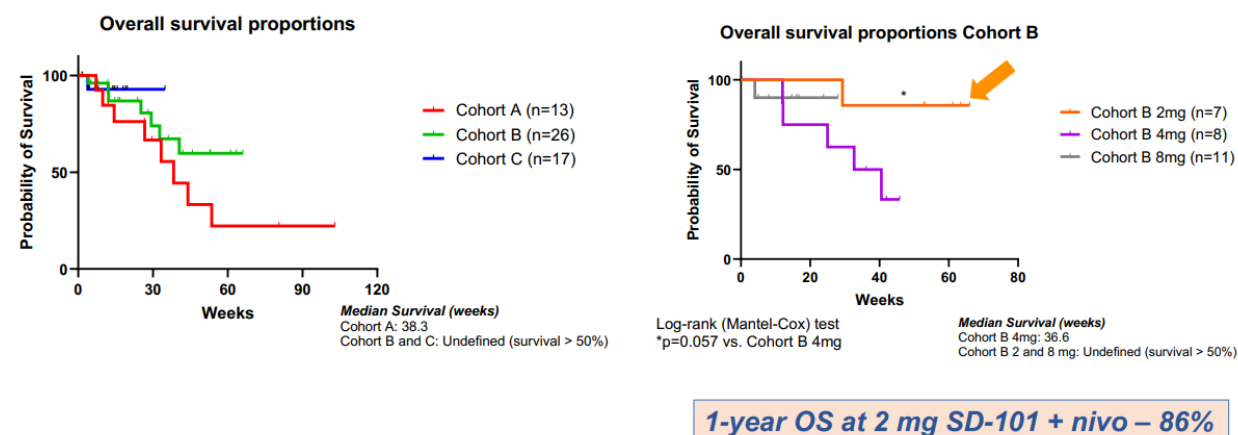 Overall survival proportions
Probability of Survival
100
50
0
0 30 60 90 120
Weeks
Cohort A (n=13)
Cohort B (n=26)
Cohort C (n=17)
Median Survival (weeks)
Cohort A: 38.3
Cohort B and C: Undefined (survival > 50%)
Overall survival proportions Cohort B
Probability of Survival
100
50
0
0 20 40 60 80
Weeks
*
Cohort B 2mg (n=7)
Cohort B 4mg (n=8)
Cohort B 8mg (n=11)
Log-rank (Mantel-Cox) test
*p=0.057 vs. Cohort B 4mg
Median Survival (weeks)
Cohort B 4mg: 36.6
Cohort B 2 and 8 mg: Undefined (survival > 50%)
1-year OS at 2 mg SD-101 + nivo – 86%